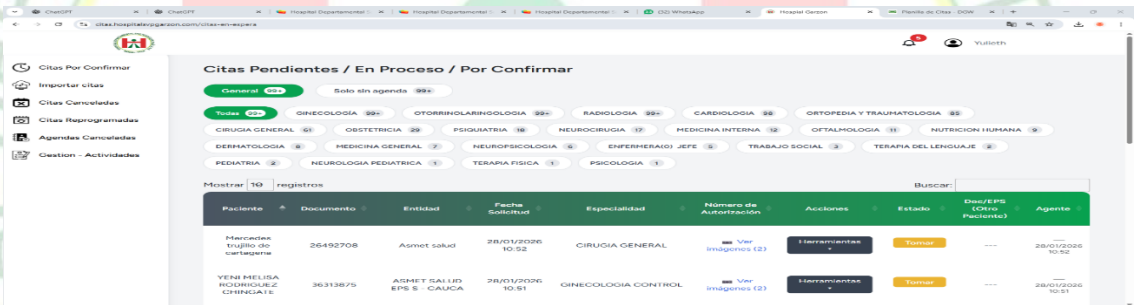 ChatGPT
ChatGPT
Hospital Departamental
Hospital Departamental
Hospital Departamental
(32) WhatsApp
Hospital Garzon
Planilla de Citas - DGW
citas.hospitalsvpgarzon.com/citas-en-espera
5
Yulieth
Citas Por Confirmar
Importar citas
Citas Canceladas
Citas Reprogramadas
Agendas Canceladas
Gestion - Actividades
Citas Pendientes / En Proceso / Por Confirmar
General 99+
Solo sin agenda 99+
Todas 99+ GINECOLOGIA 99+ OTORRINOLARINGOLOGIA 99+ RADIOLOGIA 99+ CARDIOLOGIA 98 ORTOPEDIA Y TRAUMATOLOGIA 85
CIRUGIA GENERAL 61 OBSTETRICIA 29 PSIQUIATRIA 18 NEUROCIRUGIA 17 MEDICINA INTERNA 12 OFTALMOLOGIA 11 NUTRICION HUMANA 9
DERMATOLOGIA 8 MEDICINA GENERAL 7 NEUROPSICOLOGIA 6 ENFERMERA(O) JEFE 5 TRABAJO SOCIAL 3 TERAPIA DEL LENGUAJE 2
PEDIATRIA 2 NEUROLOGIA PEDIATRICA 1 TERAPIA FISICA 1 PSICOLOGIA 1
Mostrar 10 registros
Buscar:
Paciente Documento Entidad Fecha Solicitud Especialidad Número de Autorización Acciones Estado Doc/EPS (Otro Paciente) Agente
Mercedes trujillo de cartagena 26492708 Asmet salud 28/01/2026 10:52 CIRUGIA GENERAL Ver imágenes (2) Herramientas Tomar --- 28/01/2026 10:52
YENI MELISA RODRIGUEZ CHINGATE 36313875 ASMET SALUD EPS S - CAUCA 28/01/2026 10:51 GINECOLOGIA CONTROL Ver imágenes (2) Herramientas Tomar --- 28/01/2026 10:51